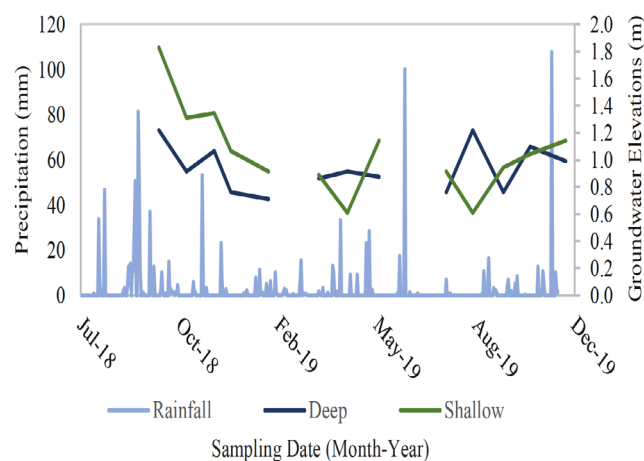 120
100
80
60
40
20
0
Precipitation (mm)
2.0
1.8
1.6
1.4
1.2
1.0
0.8
0.6
0.4
0.2
0.0
Groundwater Elevations (m)
Jul-18
Oct-18
Feb-19
May-19
Aug-19
Dec-19
Rainfall Deep Shallow
Sampling Date (Month-Year)